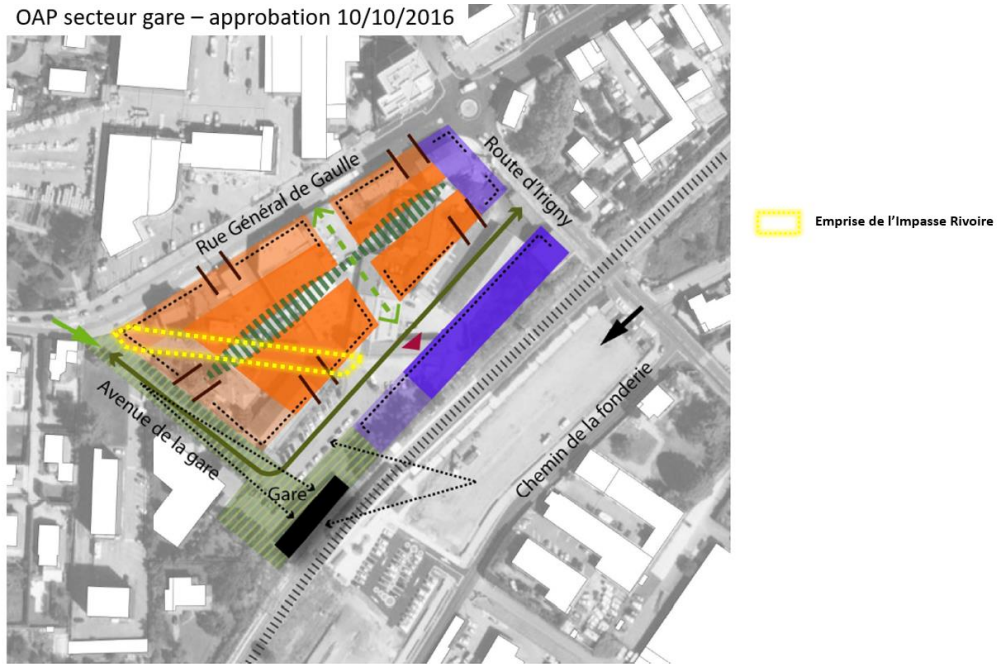 OAP secteur gare – approbation 10/10/2016
Rue Général de Gaulle
Route d'Irigny
Emprise de l'Impasse Rivoire
Avenue de la gare
Gare
Chemin de la fonderie